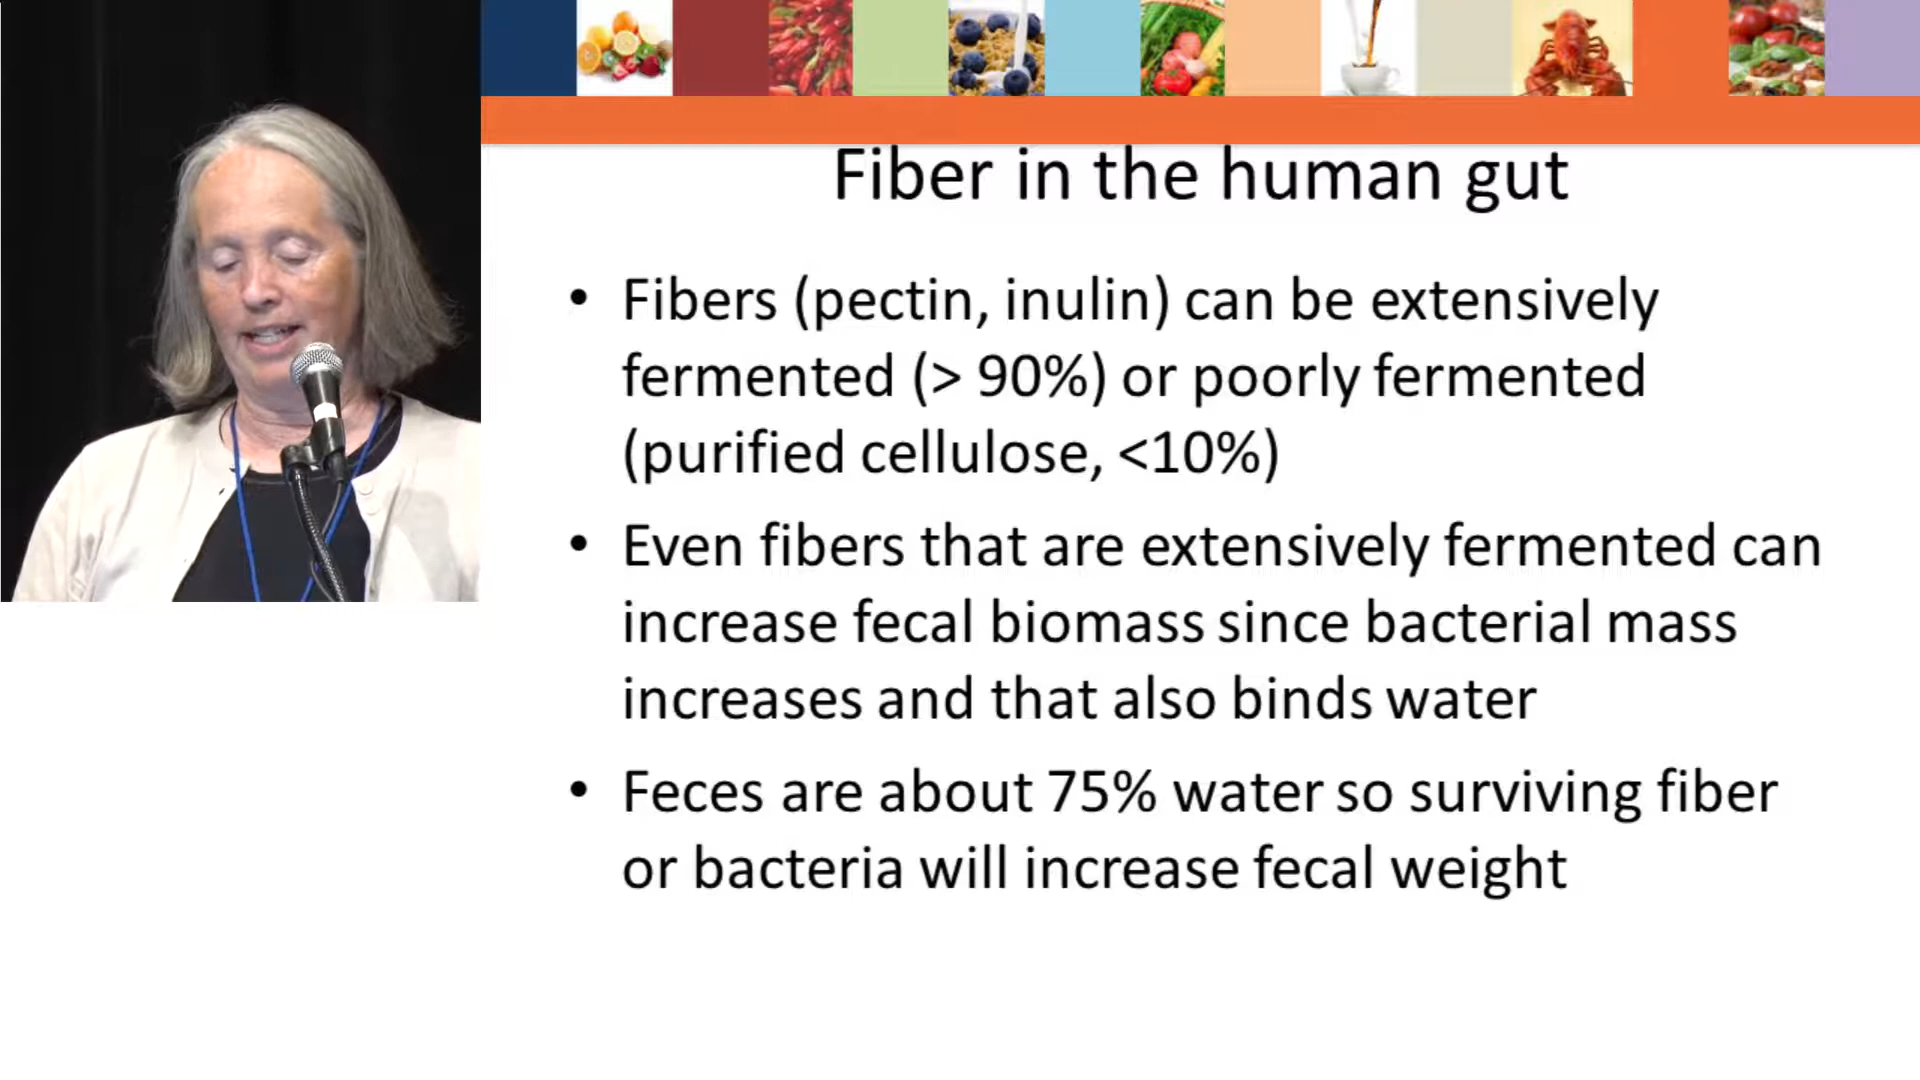 Fiber in the human gut
• Fibers (pectin, inulin) can be extensively
fermented (> 90%) or poorly fermented
(purified cellulose, <10%)
• Even fibers that are extensively fermented can
increase fecal biomass since bacterial mass
increases and that also binds water
• Feces are about 75% water so surviving fiber
or bacteria will increase fecal weight